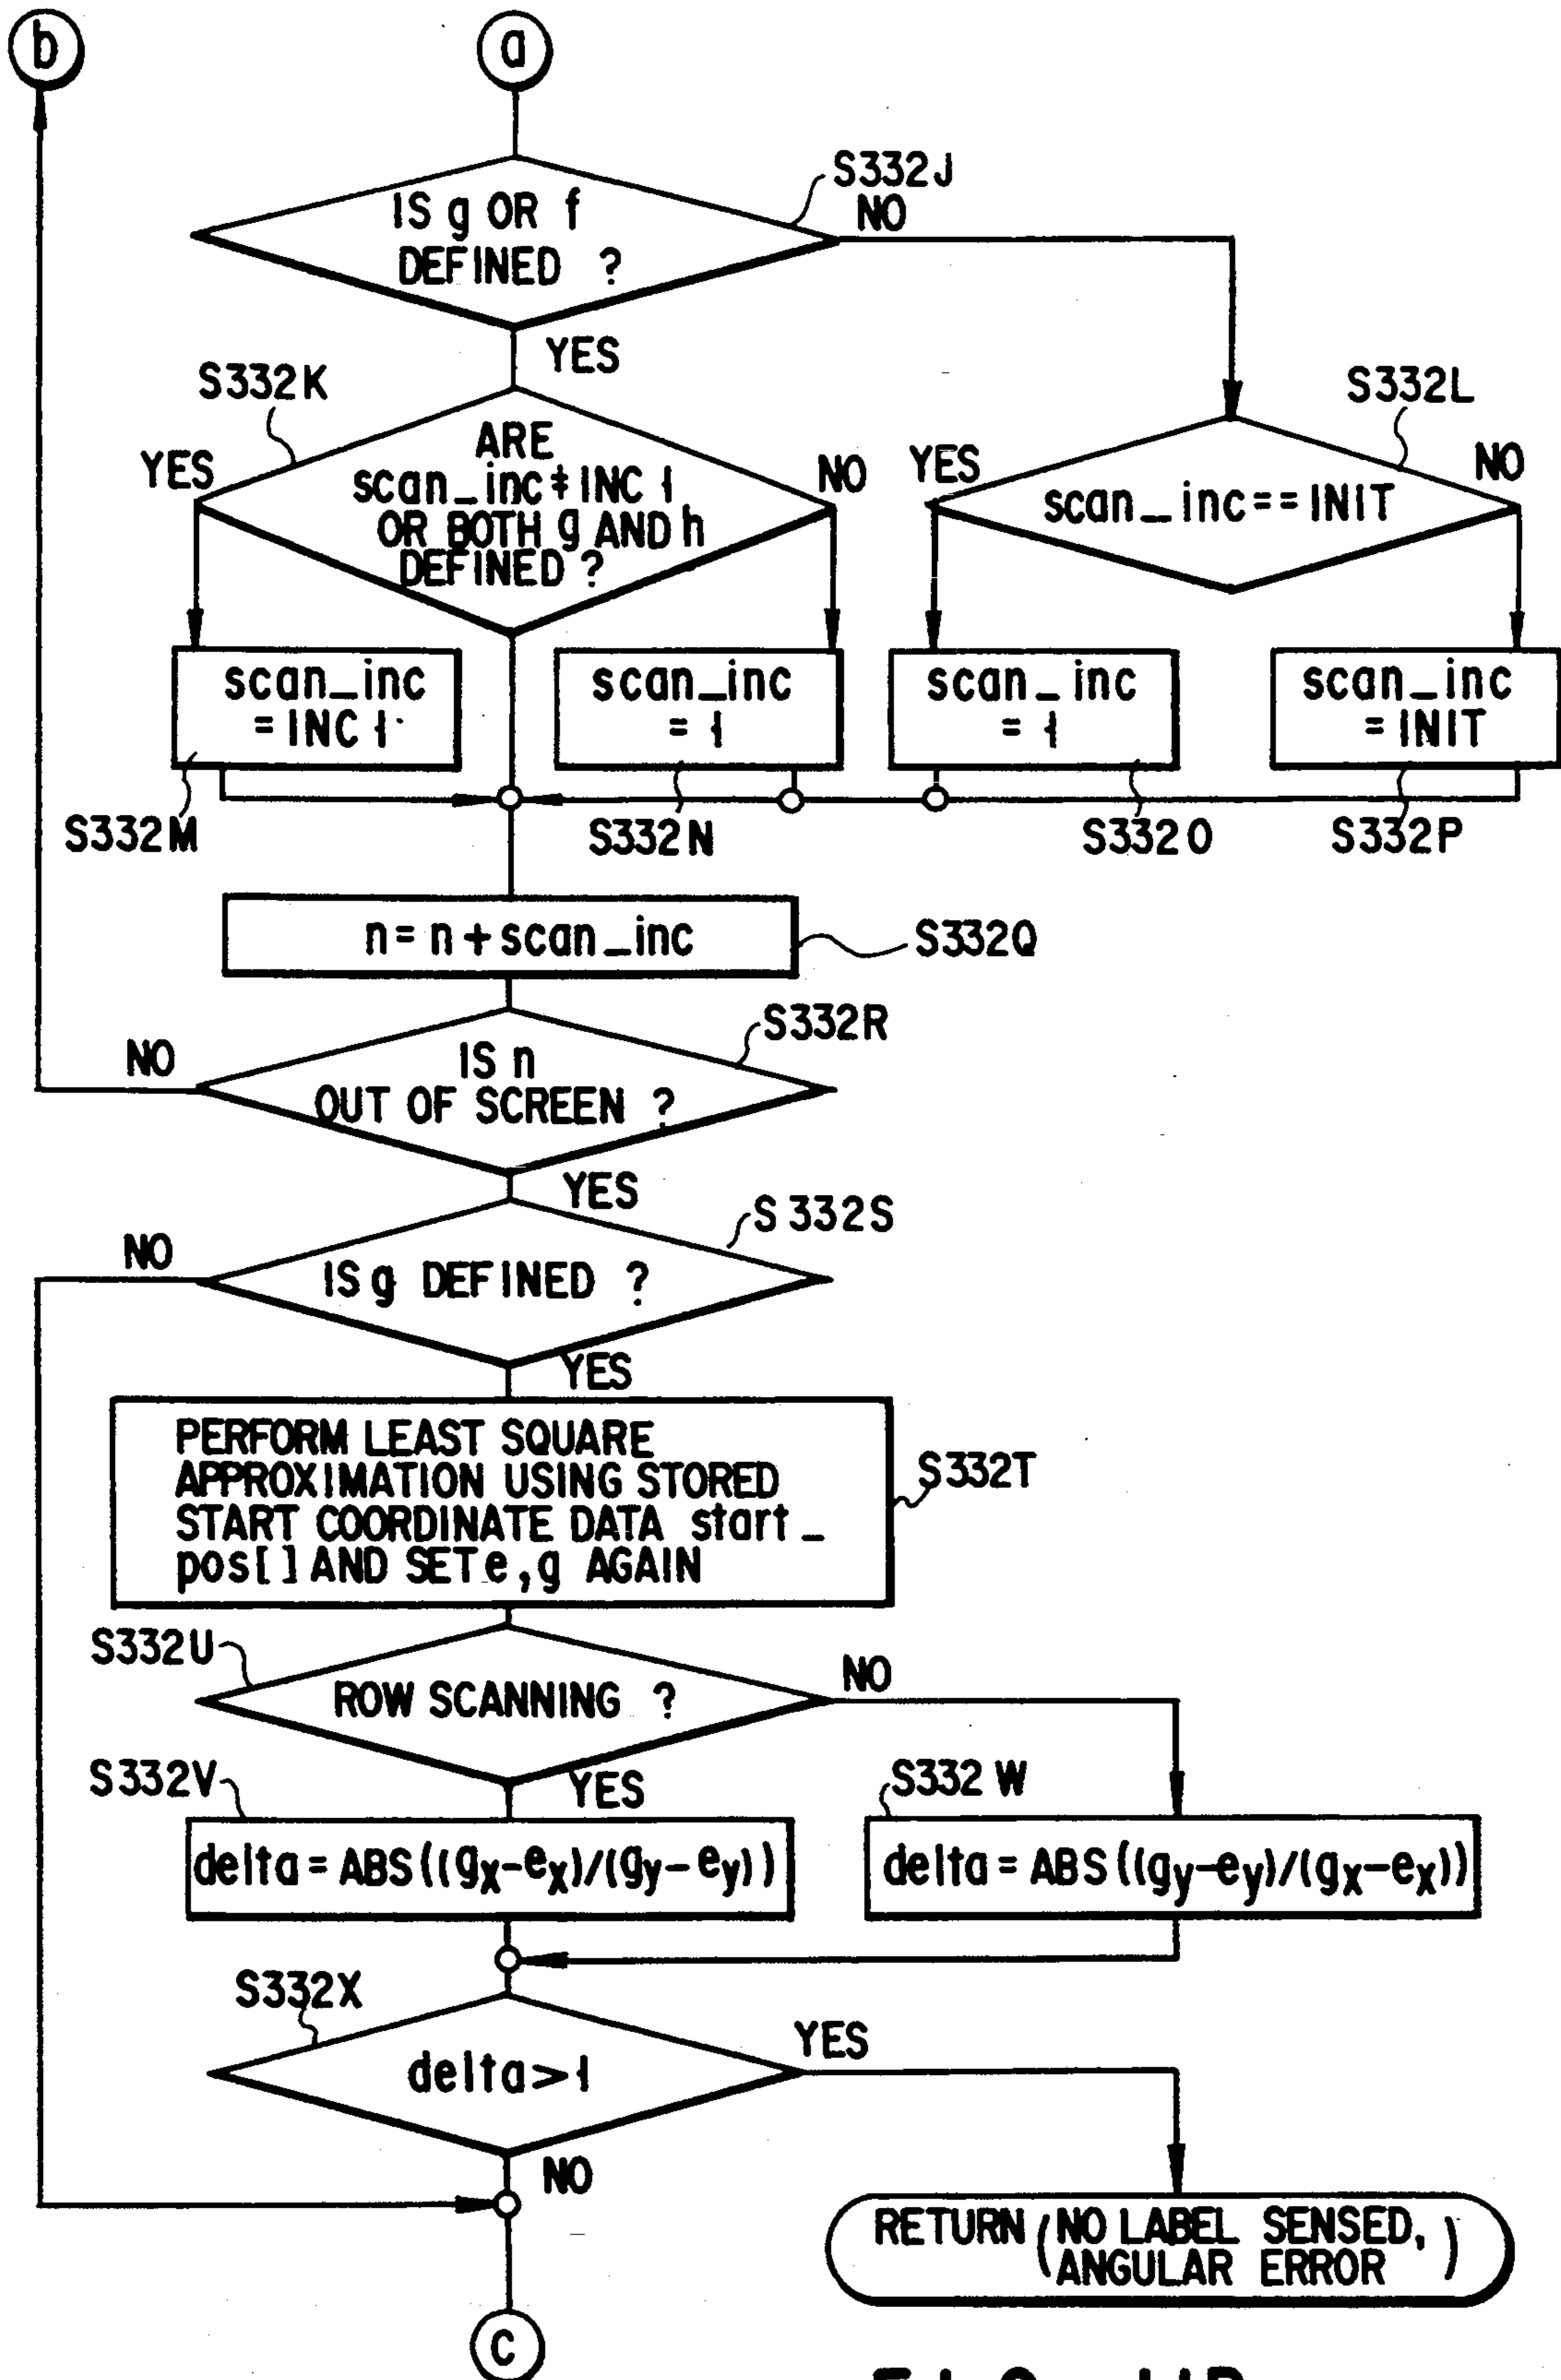 b
a
S332J
IS g OR f
DEFINED ?
NO
YES
S332K
ARE
scan_inc≠INC 1
OR BOTH g AND h
DEFINED ?
YES
NO
S332L
YES
scan_inc==INIT
NO
scan_inc
=INC 1
scan_inc
= 1
scan_inc
= 1
scan_inc
= INIT
S332M
S332N
S332O
S332P
n=n+scan_inc
S332Q
S332R
NO
IS n
OUT OF SCREEN ?
YES
S332S
NO
IS g DEFINED ?
YES
PERFORM LEAST SQUARE
APPROXIMATION USING STORED
START COORDINATE DATA start_
pos[] AND SET e,g AGAIN
S332T
S332U
ROW SCANNING ?
NO
S332V
YES
S332W
delta=ABS((gx-ex)/(gy-ey))
delta=ABS((gy-ey)/(gx-ex))
S332X
YES
delta>1
NO
RETURN (NO LABEL SENSED,
ANGULAR ERROR )
c